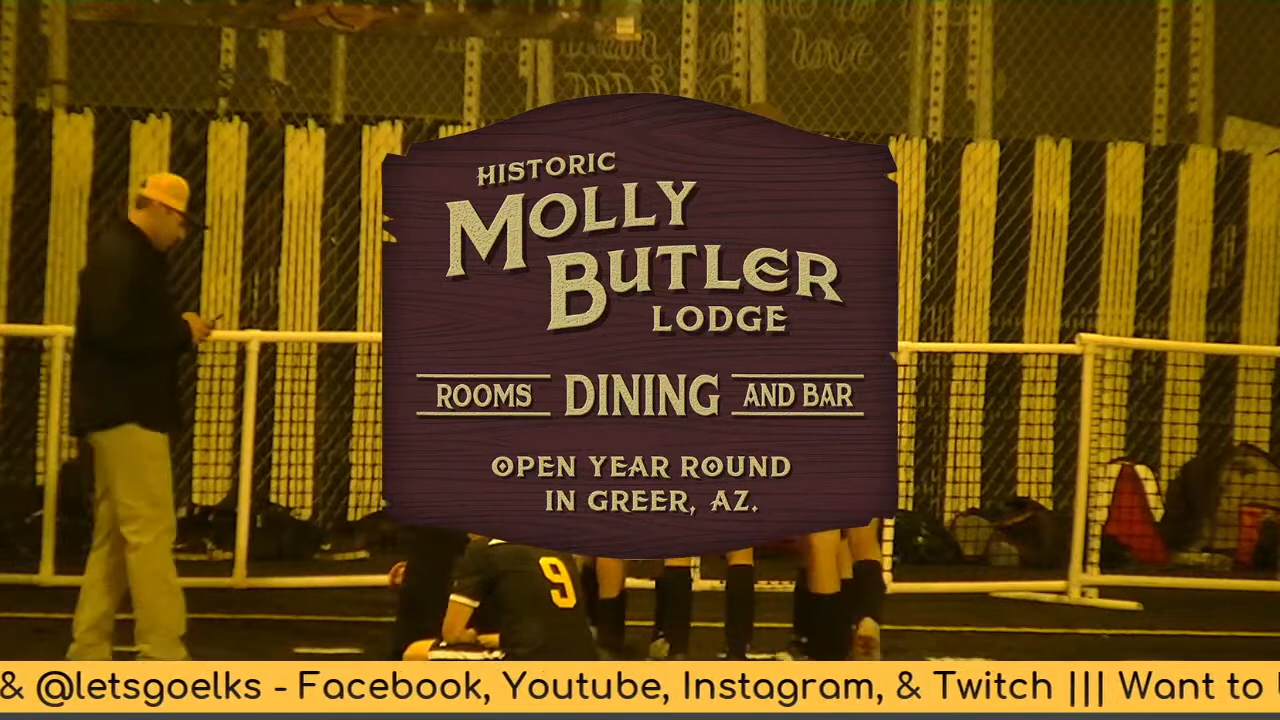 HISTORIC
MOLLY
BUTLER
LODGE
ROOMS DINING AND BAR
OPEN YEAR ROUND
IN GREER, AZ.
9
& @letsgoelks - Facebook, Youtube, Instagram, & Twitch ||| Want to